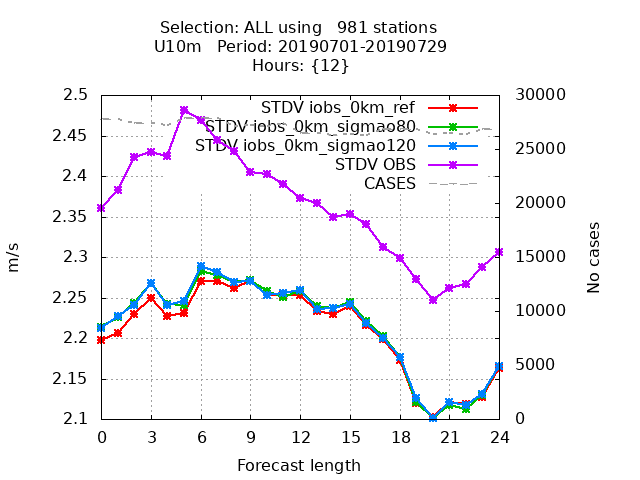 Selection: ALL using   981 stations
U10m   Period: 20190701-20190729
Hours: {12}
2.5
2.45
2.4
2.35
2.3
2.25
2.2
2.15
2.1
m/s
STDV iobs_0km_ref
STDV iobs_0km_sigmao80
STDV iobs_0km_sigmao120
STDV OBS
CASES
30000
25000
20000
15000
10000
5000
0
No cases
0 3 6 9 12 15 18 21 24
Forecast length